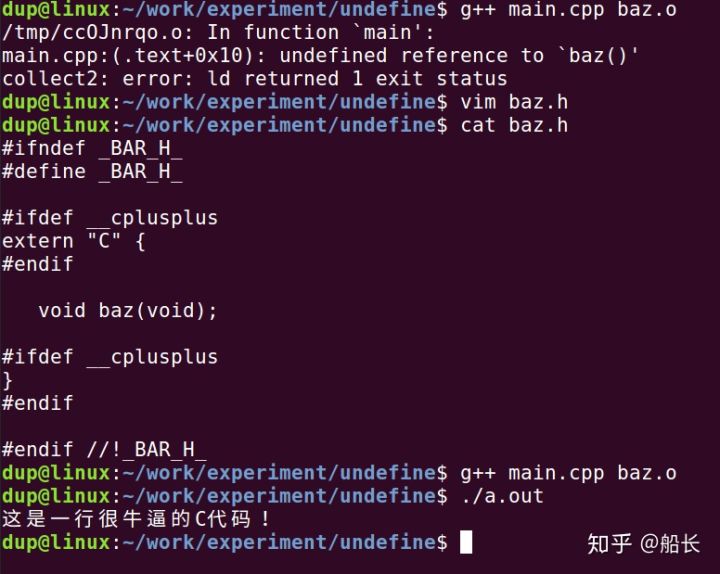 dup@linux:~/work/experiment/undefine$ g++ main.cpp baz.o
/tmp/ccOJnrqo.o: In function `main':
main.cpp:(.text+0x10): undefined reference to `baz()'
collect2: error: ld returned 1 exit status
dup@linux:~/work/experiment/undefine$ vim baz.h
dup@linux:~/work/experiment/undefine$ cat baz.h
#ifndef _BAR_H_
#define _BAR_H_

#ifdef __cplusplus
extern "C" {
#endif

   void baz(void);

#ifdef __cplusplus
}
#endif

#endif //!_BAR_H_
dup@linux:~/work/experiment/undefine$ g++ main.cpp baz.o
dup@linux:~/work/experiment/undefine$ ./a.out
这是一行很牛逼的C代码！
dup@linux:~/work/experiment/undefine$
知乎 @船长